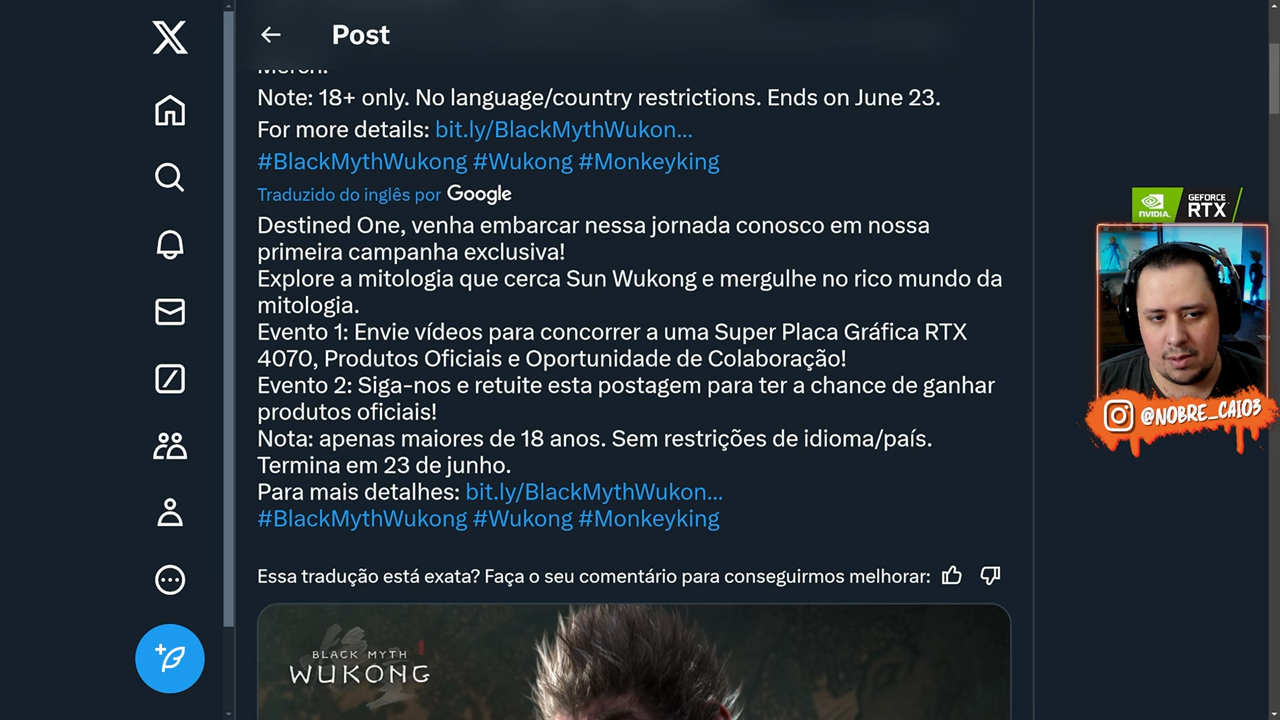 Post
Note: 18+ only. No language/country restrictions. Ends on June 23.
For more details: bit.ly/BlackMythWukon...
#BlackMythWukong #Wukong #Monkeyking
Traduzido do inglês por Google
Destined One, venha embarcar nessa jornada conosco em nossa
primeira campanha exclusiva!
Explore a mitologia que cerca Sun Wukong e mergulhe no rico mundo da
mitologia.
Evento 1: Envie vídeos para concorrer a uma Super Placa Gráfica RTX
4070, Produtos Oficiais e Oportunidade de Colaboração!
Evento 2: Siga-nos e retuite esta postagem para ter a chance de ganhar
produtos oficiais!
Nota: apenas maiores de 18 anos. Sem restrições de idioma/país.
Termina em 23 de junho.
Para mais detalhes: bit.ly/BlackMythWukon...
#BlackMythWukong #Wukong #Monkeyking
Essa tradução está exata? Faça o seu comentário para conseguirmos melhorar:
BLACK MYTH
WUKONG
NVIDIA.
GEFORCE
RTX
@NOBRE_CAIO3